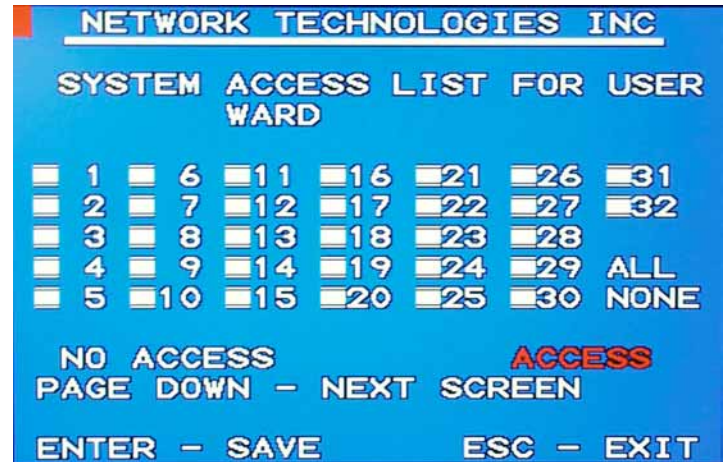 NETWORK TECHNOLOGIES INC
SYSTEM ACCESS LIST FOR USER
WARD
1 6 11 16 21 26 31
2 7 12 17 22 27 32
3 8 13 18 23 28
4 9 14 19 24 29 ALL
5 10 15 20 25 30 NONE
NO ACCESS ACCESS
PAGE DOWN - NEXT SCREEN
ENTER - SAVE ESC - EXIT